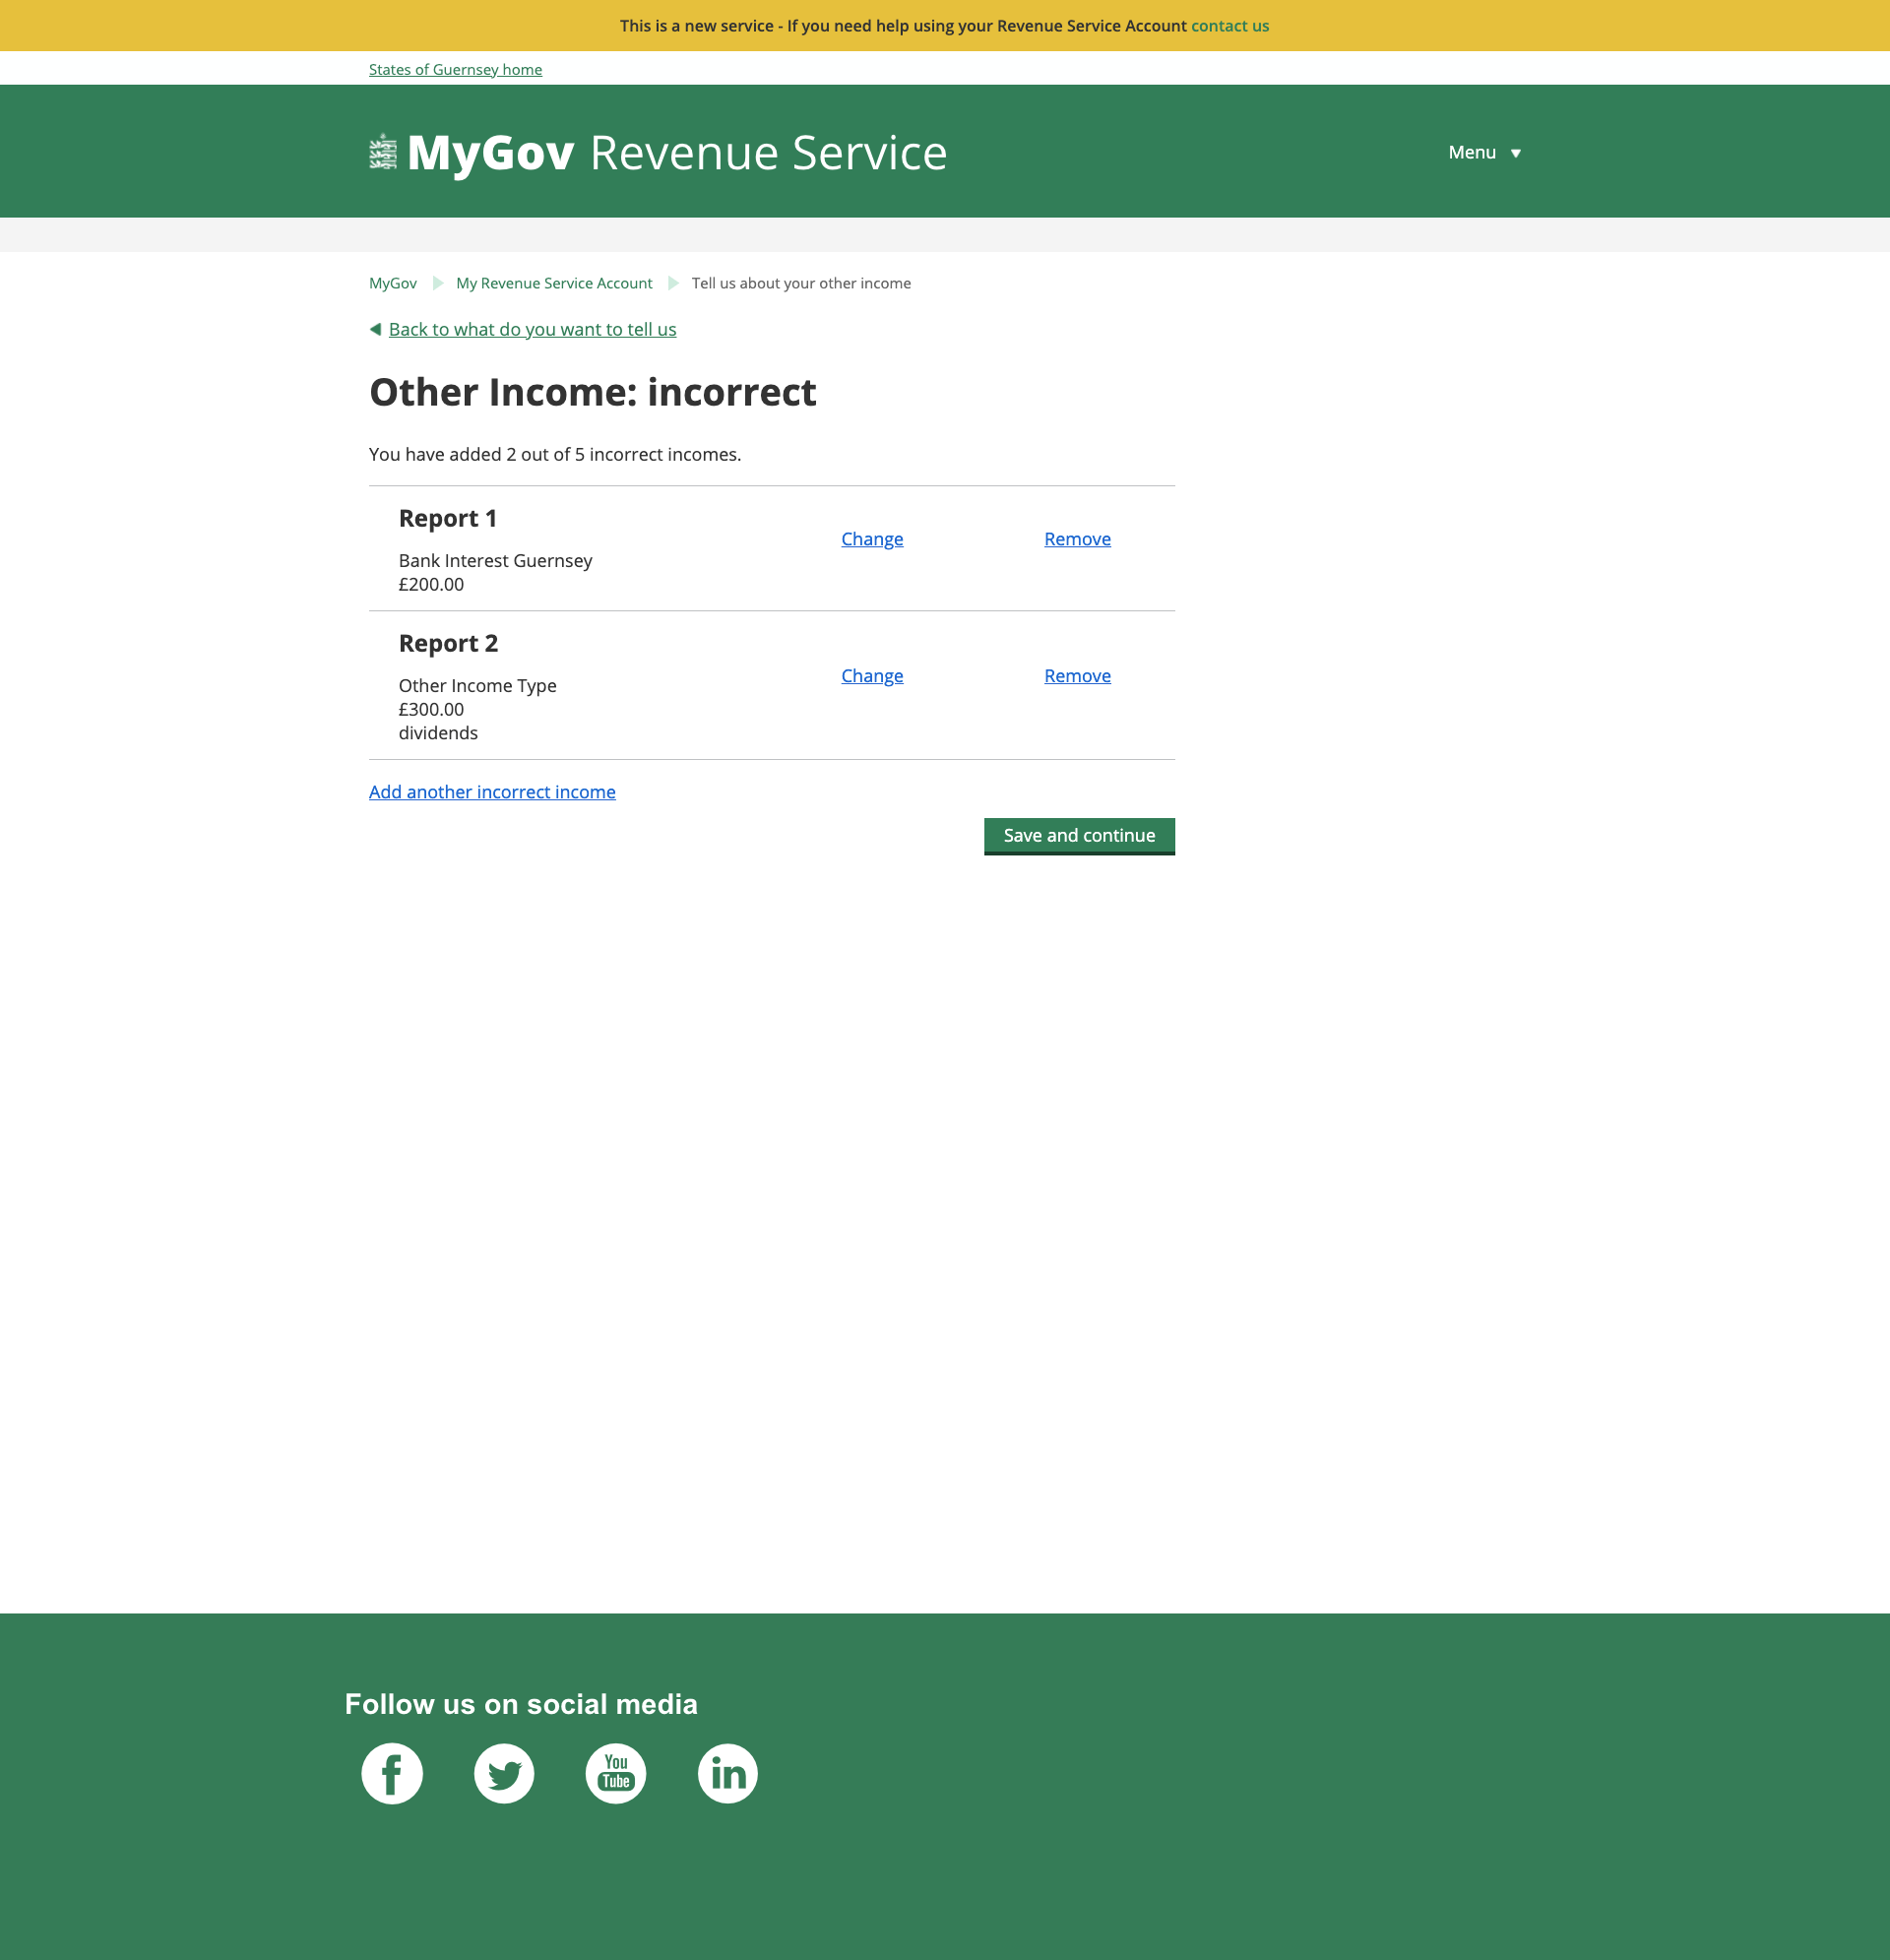 This is a new service - If you need help using your Revenue Service Account contact us
States of Guernsey home
MyGov Revenue Service
Menu
MyGov
My Revenue Service Account
Tell us about your other income
Back to what do you want to tell us
Other Income: incorrect
You have added 2 out of 5 incorrect incomes.
Report 1
Change
Remove
Bank Interest Guernsey
£200.00
Report 2
Change
Remove
Other Income Type
£300.00
dividends
Add another incorrect income
Save and continue
Follow us on social media
f
You
Tube
in